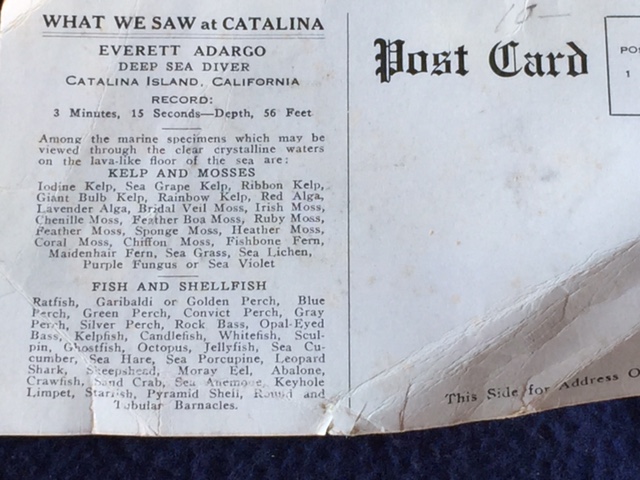 WHAT WE SAW at CATALINA
EVERETT ADARGO
DEEP SEA DIVER
CATALINA ISLAND, CALIFORNIA
RECORD:
3 Minutes, 15 Seconds—Depth, 56 Feet
Among the marine specimens which may be
viewed through the clear crystalline waters
on the lava-like floor of the sea are:
KELP AND MOSSES
Iodine Kelp, Sea Grape Kelp, Ribbon Kelp,
Giant Bulb Kelp, Rainbow Kelp, Red Alga,
Lavender Alga, Bridal Veil Moss, Irish Moss,
Chenille Moss, Feather Boa Moss, Ruby Moss,
Feather Moss, Sponge Moss, Heather Moss,
Coral Moss, Chiffon Moss, Fishbone Fern,
Maidenhair Fern, Sea Grass, Sea Lichen,
Purple Fungus or Sea Violet
FISH AND SHELLFISH
Ratfish, Garibaldi or Golden Perch, Blue
Perch, Green Perch, Convict Perch, Gray
Perch, Silver Perch, Rock Bass, Opal-Eyed
Bass, Kelpfish, Candlefish, Whitefish, Scul-
pin, Ghostfish, Octopus, Jellyfish, Sea Cu-
cumber, Sea Hare, Sea Porcupine, Leopard
Shark, Sheepshead, Moray Eel, Abalone,
Crawfish, Sand Crab, Sea Anemone, Keyhole
Limpet, Starfish, Pyramid Shell, Round and
Tubular Barnacles.
Post Card
POS
1
This Side for Address O